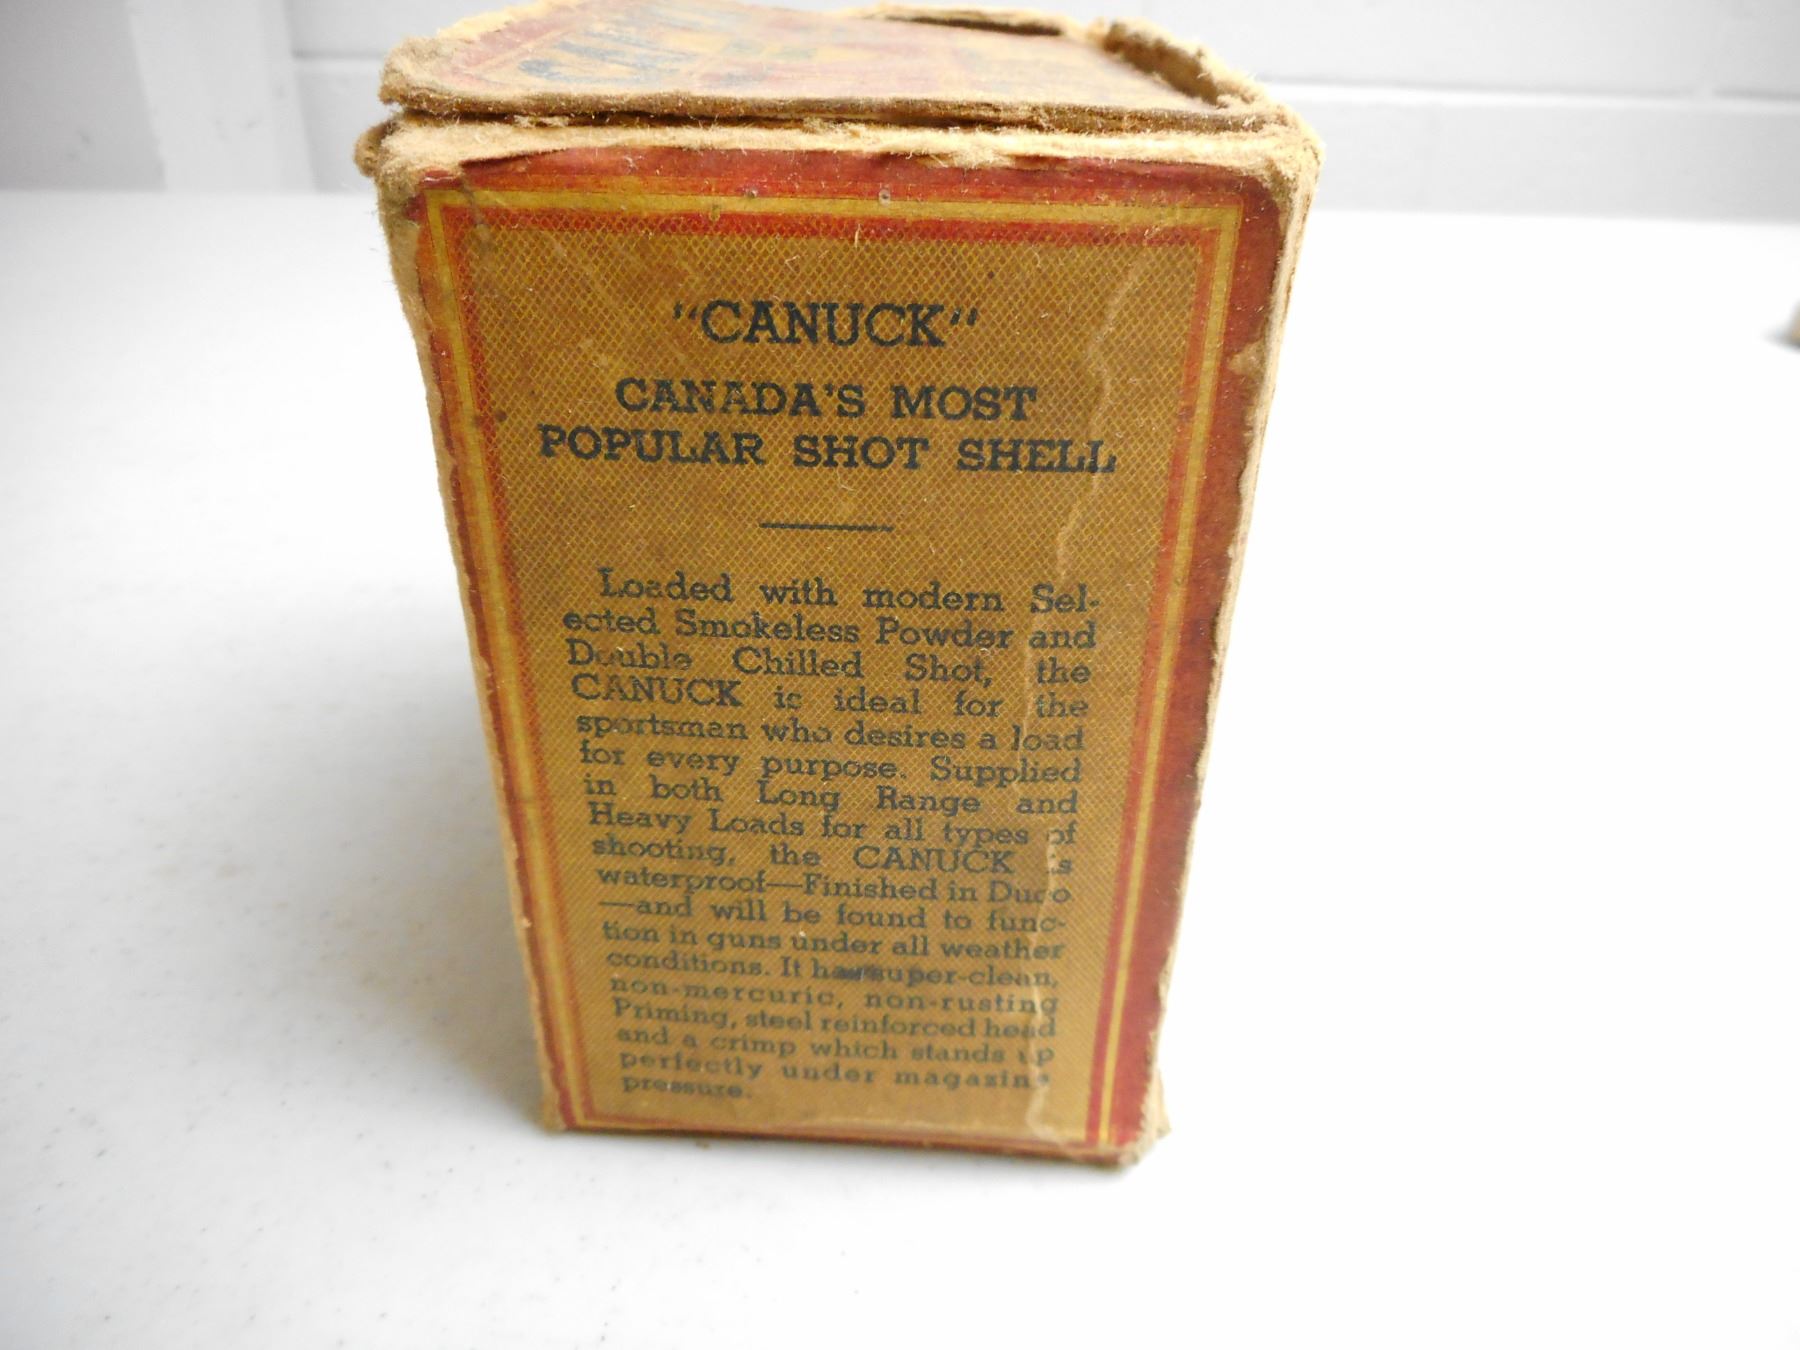 "CANUCK"
CANADA'S MOST
POPULAR SHOT SHELL
Loaded with modern Sel-
ected Smokeless Powder and
Double Chilled Shot, the
CANUCK is ideal for the
sportsman who desires a load
for every purpose. Supplied
in both Long Range and
Heavy Loads for all types of
shooting, the CANUCK is
waterproof—Finished in Duco
—and will be found to func-
tion in guns under all weather
conditions. It has super-clean,
non-mercuric, non-rusting
Priming, steel reinforced head
and a crimp which stands up
perfectly under magazine
pressure.